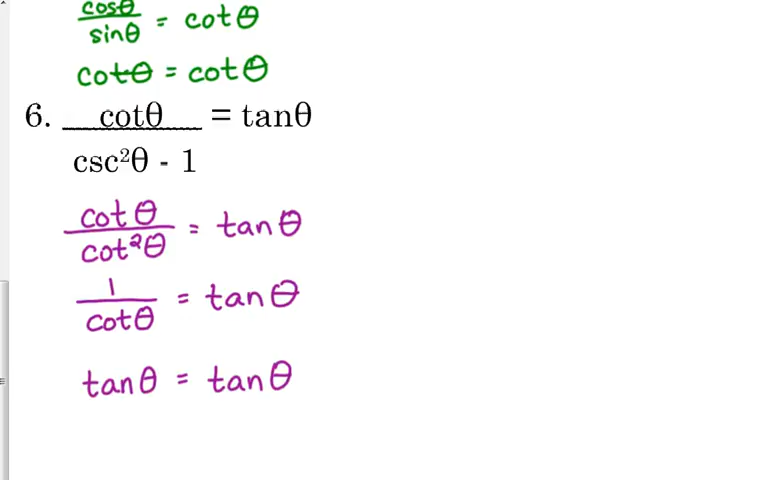 cosθ
sinθ = cotθ
cotθ = cotθ
6. cotθ = tanθ
csc²θ - 1
cotθ
cot²θ = tanθ
1
cotθ = tanθ
tanθ = tanθ